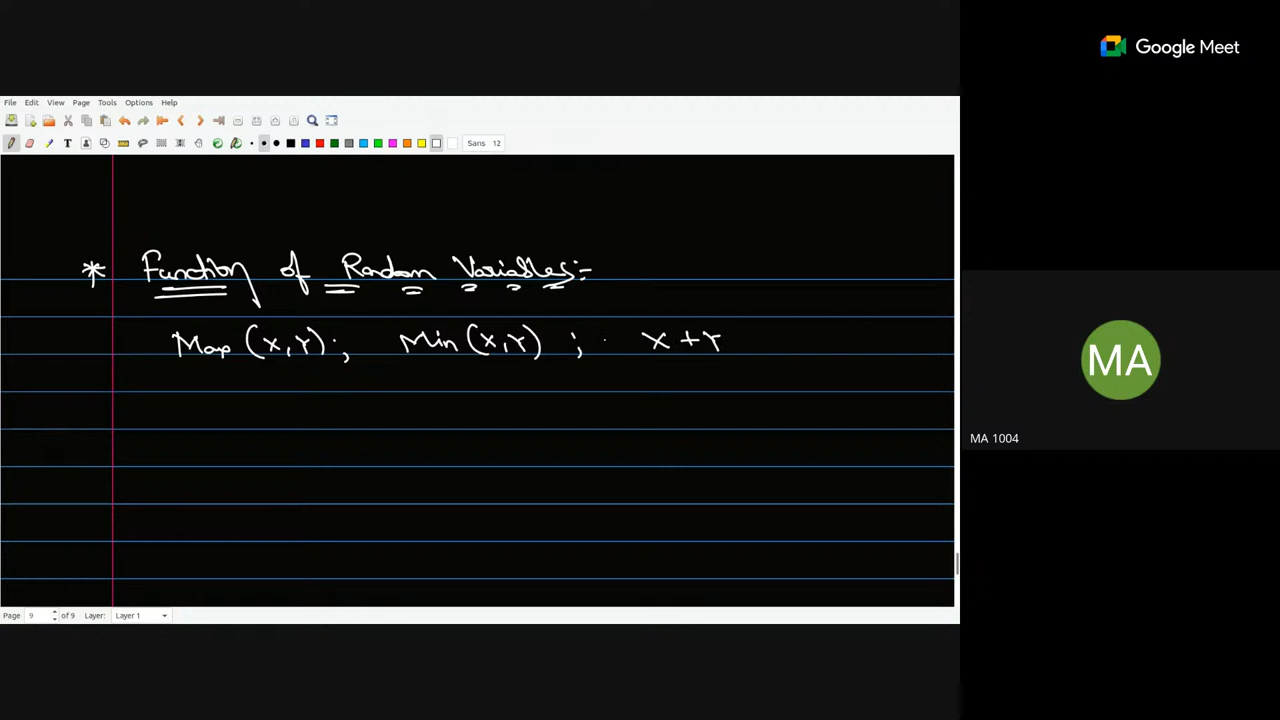 Google Meet
File Edit View Page Tools Options Help
Sans 12
* Function of Random Variables:-
Max (X,Y); Min (X,Y) ; X+Y
MA
MA 1004
Page 9 of 9 Layer: Layer 1